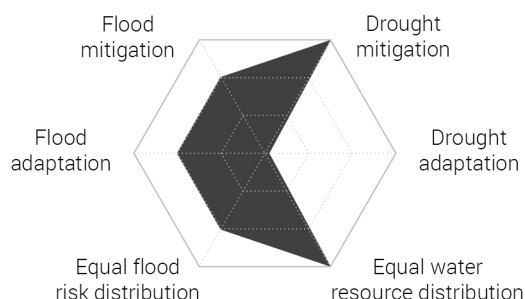 Flood
mitigation
Drought
mitigation
Flood
adaptation
Drought
adaptation
Equal flood
risk distribution
Equal water
resource distribution